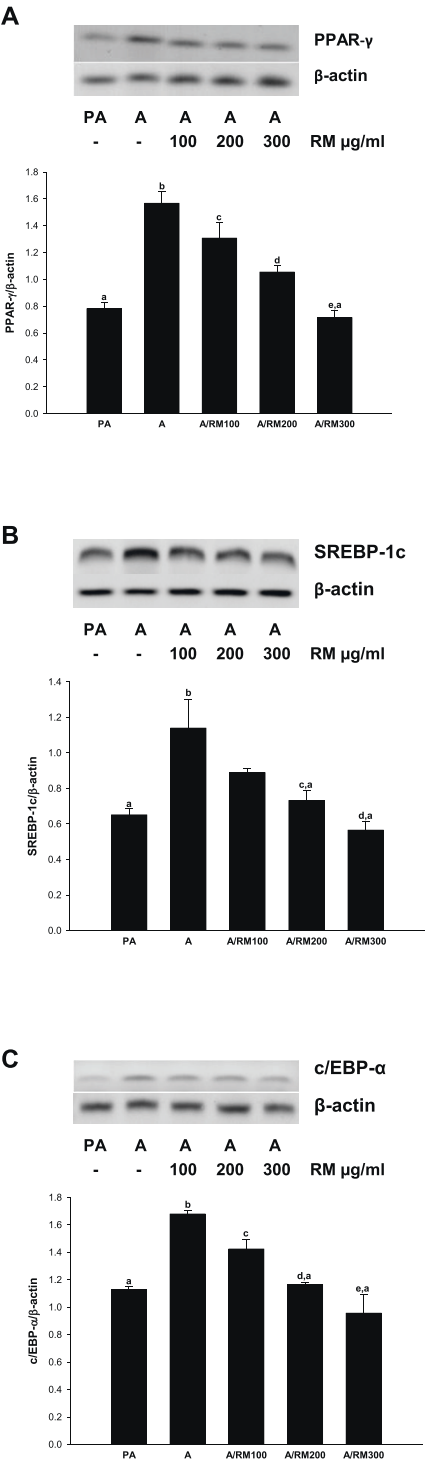 A
PPAR-γ
β-actin
PA A A A A
- - 100 200 300 RM µg/ml
1.8
1.6
1.4
1.2
1.0
0.8
0.6
0.4
0.2
0.0
PPAR-γ/β-actin
a b c d e,a
PA A A/RM100 A/RM200 A/RM300
B
SREBP-1c
β-actin
PA A A A A
- - 100 200 300 RM µg/ml
1.4
1.2
1.0
0.8
0.6
0.4
0.2
0.0
SREBP-1c/β-actin
a b c,a d,a
PA A A/RM100 A/RM200 A/RM300
C
c/EBP-α
β-actin
PA A A A A
- - 100 200 300 RM µg/ml
1.8
1.6
1.4
1.2
1.0
0.8
0.6
0.4
0.2
0.0
c/EBP-α/β-actin
a b c d,a e,a
PA A A/RM100 A/RM200 A/RM300